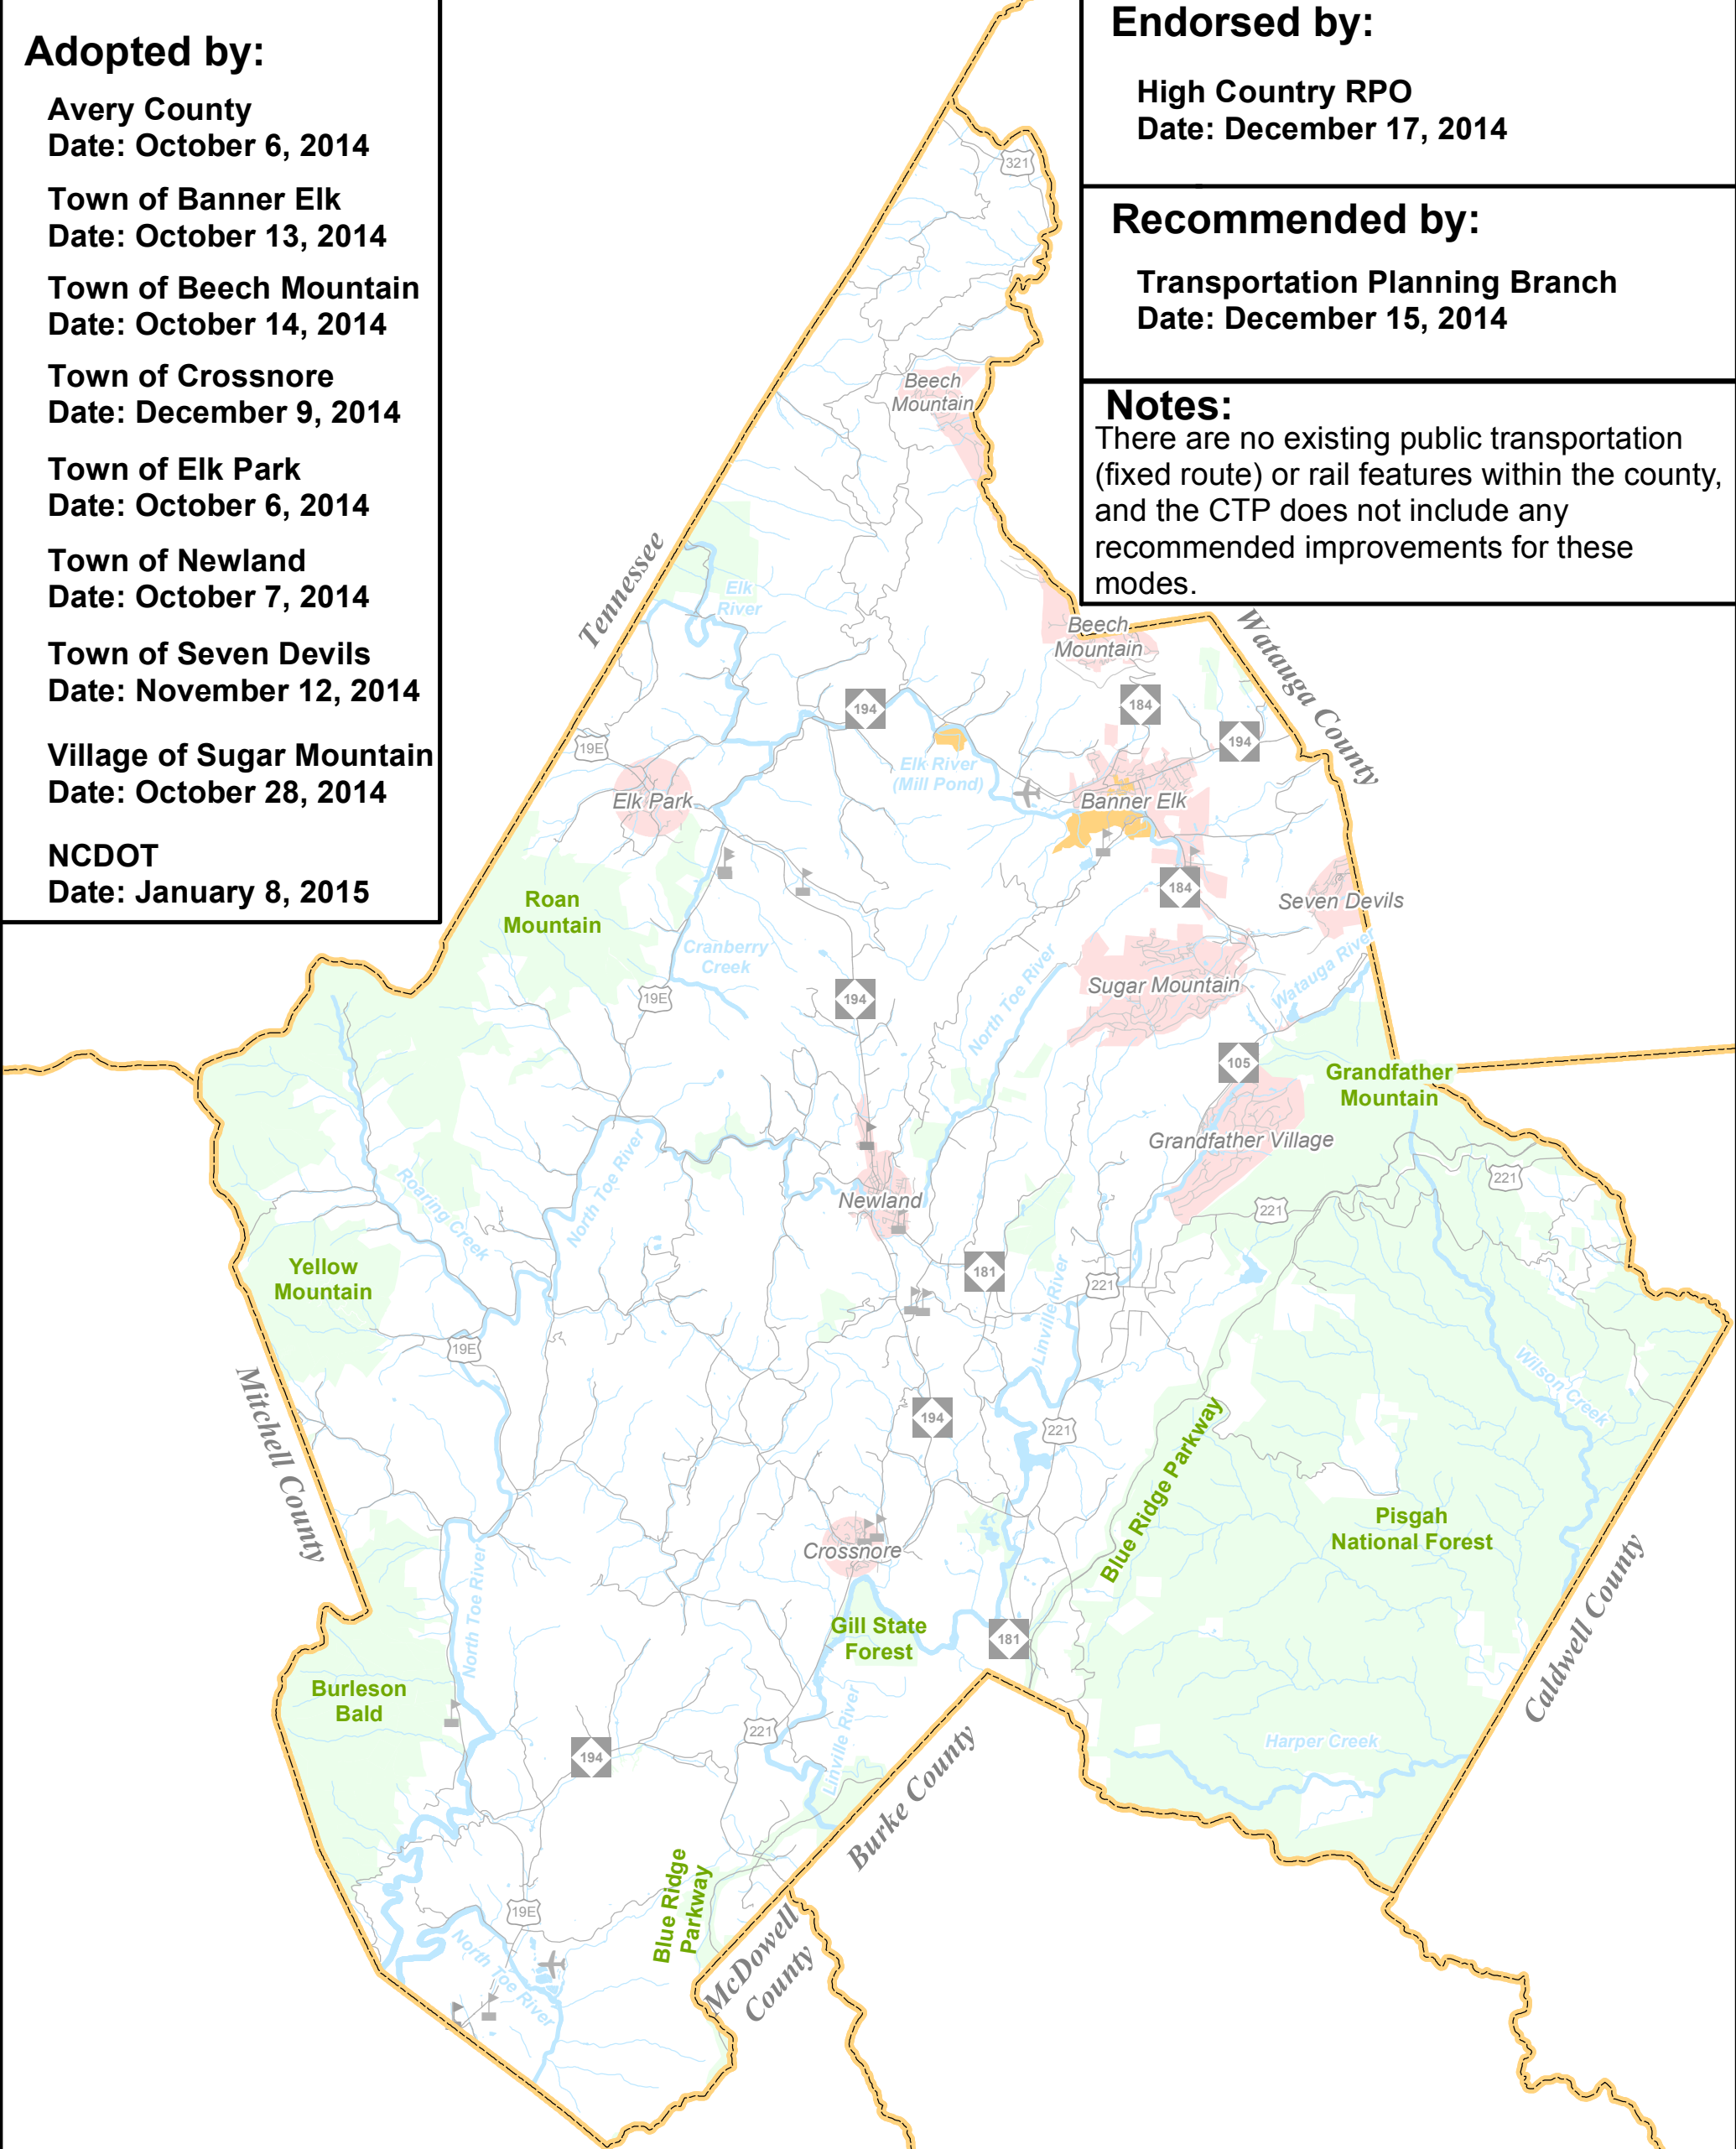 Adopted by:
Avery County
Date: October 6, 2014
Town of Banner Elk
Date: October 13, 2014
Town of Beech Mountain
Date: October 14, 2014
Town of Crossnore
Date: December 9, 2014
Town of Elk Park
Date: October 6, 2014
Town of Newland
Date: October 7, 2014
Town of Seven Devils
Date: November 12, 2014
Village of Sugar Mountain
Date: October 28, 2014
NCDOT
Date: January 8, 2015
Endorsed by:
High Country RPO
Date: December 17, 2014
Recommended by:
Transportation Planning Branch
Date: December 15, 2014
Notes:
There are no existing public transportation
(fixed route) or rail features within the county,
and the CTP does not include any
recommended improvements for these
modes.
321
Beech
Mountain
Tennessee
Elk
River
Beech
Mountain
Watauga County
194
184
194
19E
Elk River
(Mill Pond)
Elk Park
Banner Elk
184
Seven Devils
Roan
Mountain
Cranberry
Creek
19E
194
North Toe River
Sugar Mountain
Watauga River
105
Grandfather
Mountain
Grandfather Village
Roaring Creek
North Toe River
Newland
221
221
Yellow
Mountain
181
221
Linville River
19E
Mitchell County
Wilson Creek
194
221
Blue Ridge Parkway
Pisgah
National Forest
Crossnore
North Toe River
Gill State
Forest
181
Caldwell County
Burleson
Bald
194
221
Linville River
Harper Creek
Burke County
Blue Ridge
Parkway
19E
North Toe River
McDowell
County